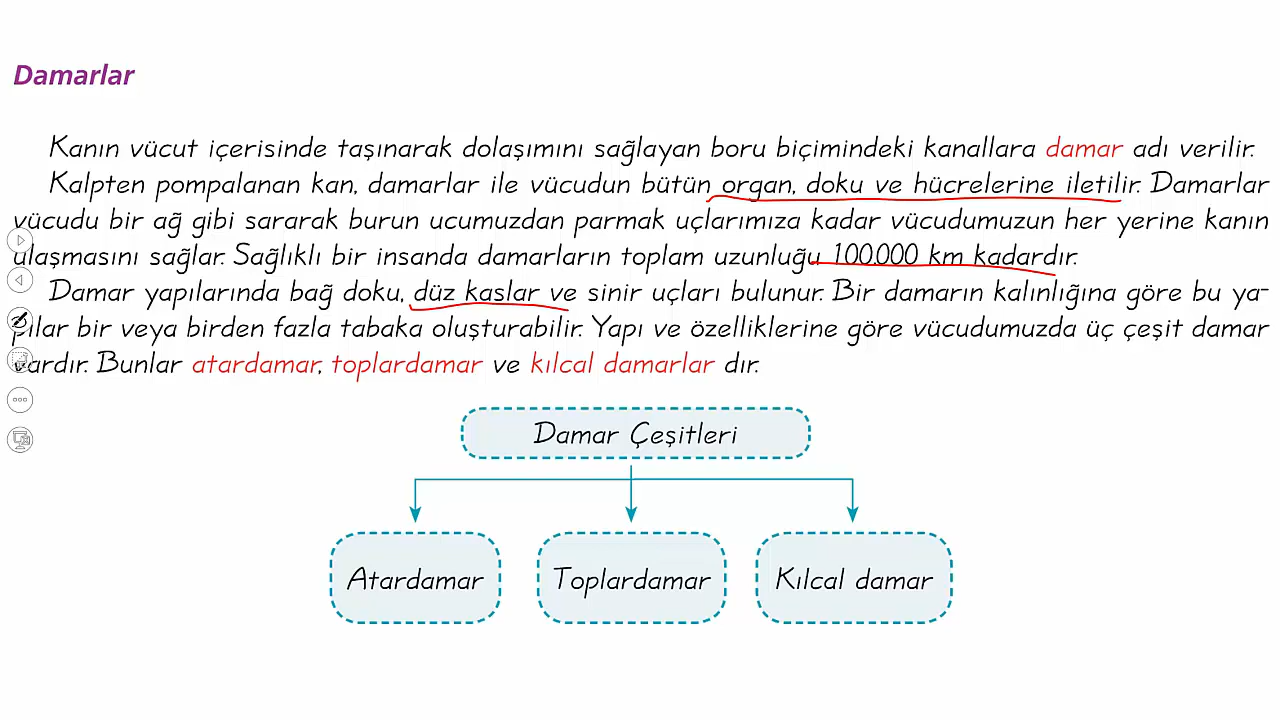 Damarlar
Kanın vücut içerisinde taşınarak dolaşımını sağlayan boru biçimindeki kanallara damar adı verilir.
Kalpten pompalanan kan, damarlar ile vücudun bütün organ, doku ve hücrelerine iletilir. Damarlar
vücudu bir ağ gibi sararak burun ucumuzdan parmak uçlarımıza kadar vücudumuzun her yerine kanın
ulaşmasını sağlar. Sağlıklı bir insanda damarların toplam uzunluğu 100.000 km kadardır.
Damar yapılarında bağ doku, düz kaslar ve sinir uçları bulunur. Bir damarın kalınlığına göre bu ya-
pılar bir veya birden fazla tabaka oluşturabilir. Yapı ve özelliklerine göre vücudumuzda üç çeşit damar
vardır. Bunlar atardamar, toplardamar ve kılcal damarlar dır.
Damar Çeşitleri
Atardamar
Toplardamar
Kılcal damar